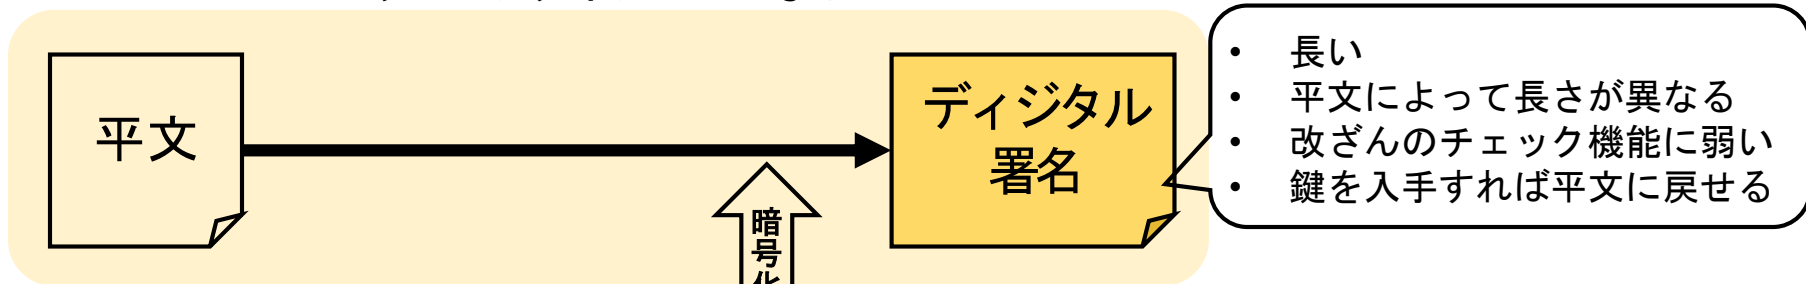 平文
ディジタル
署名
暗号化
• 長い
• 平文によって長さが異なる
• 改ざんのチェック機能に弱い
• 鍵を入手すれば平文に戻せる